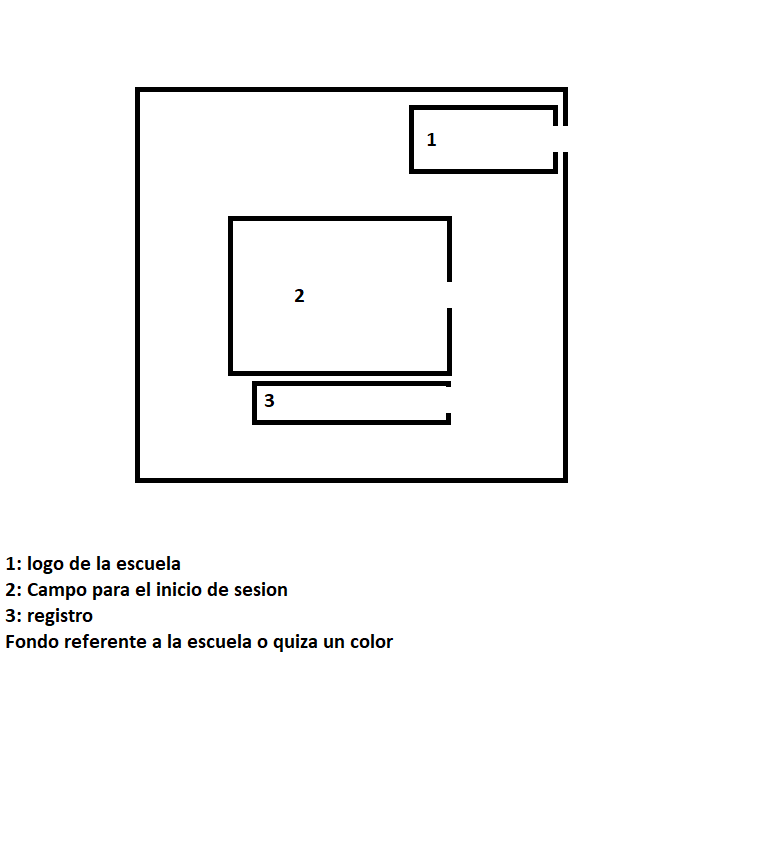 1
2
3
1: logo de la escuela
2: Campo para el inicio de sesion
3: registro
Fondo referente a la escuela o quiza un color